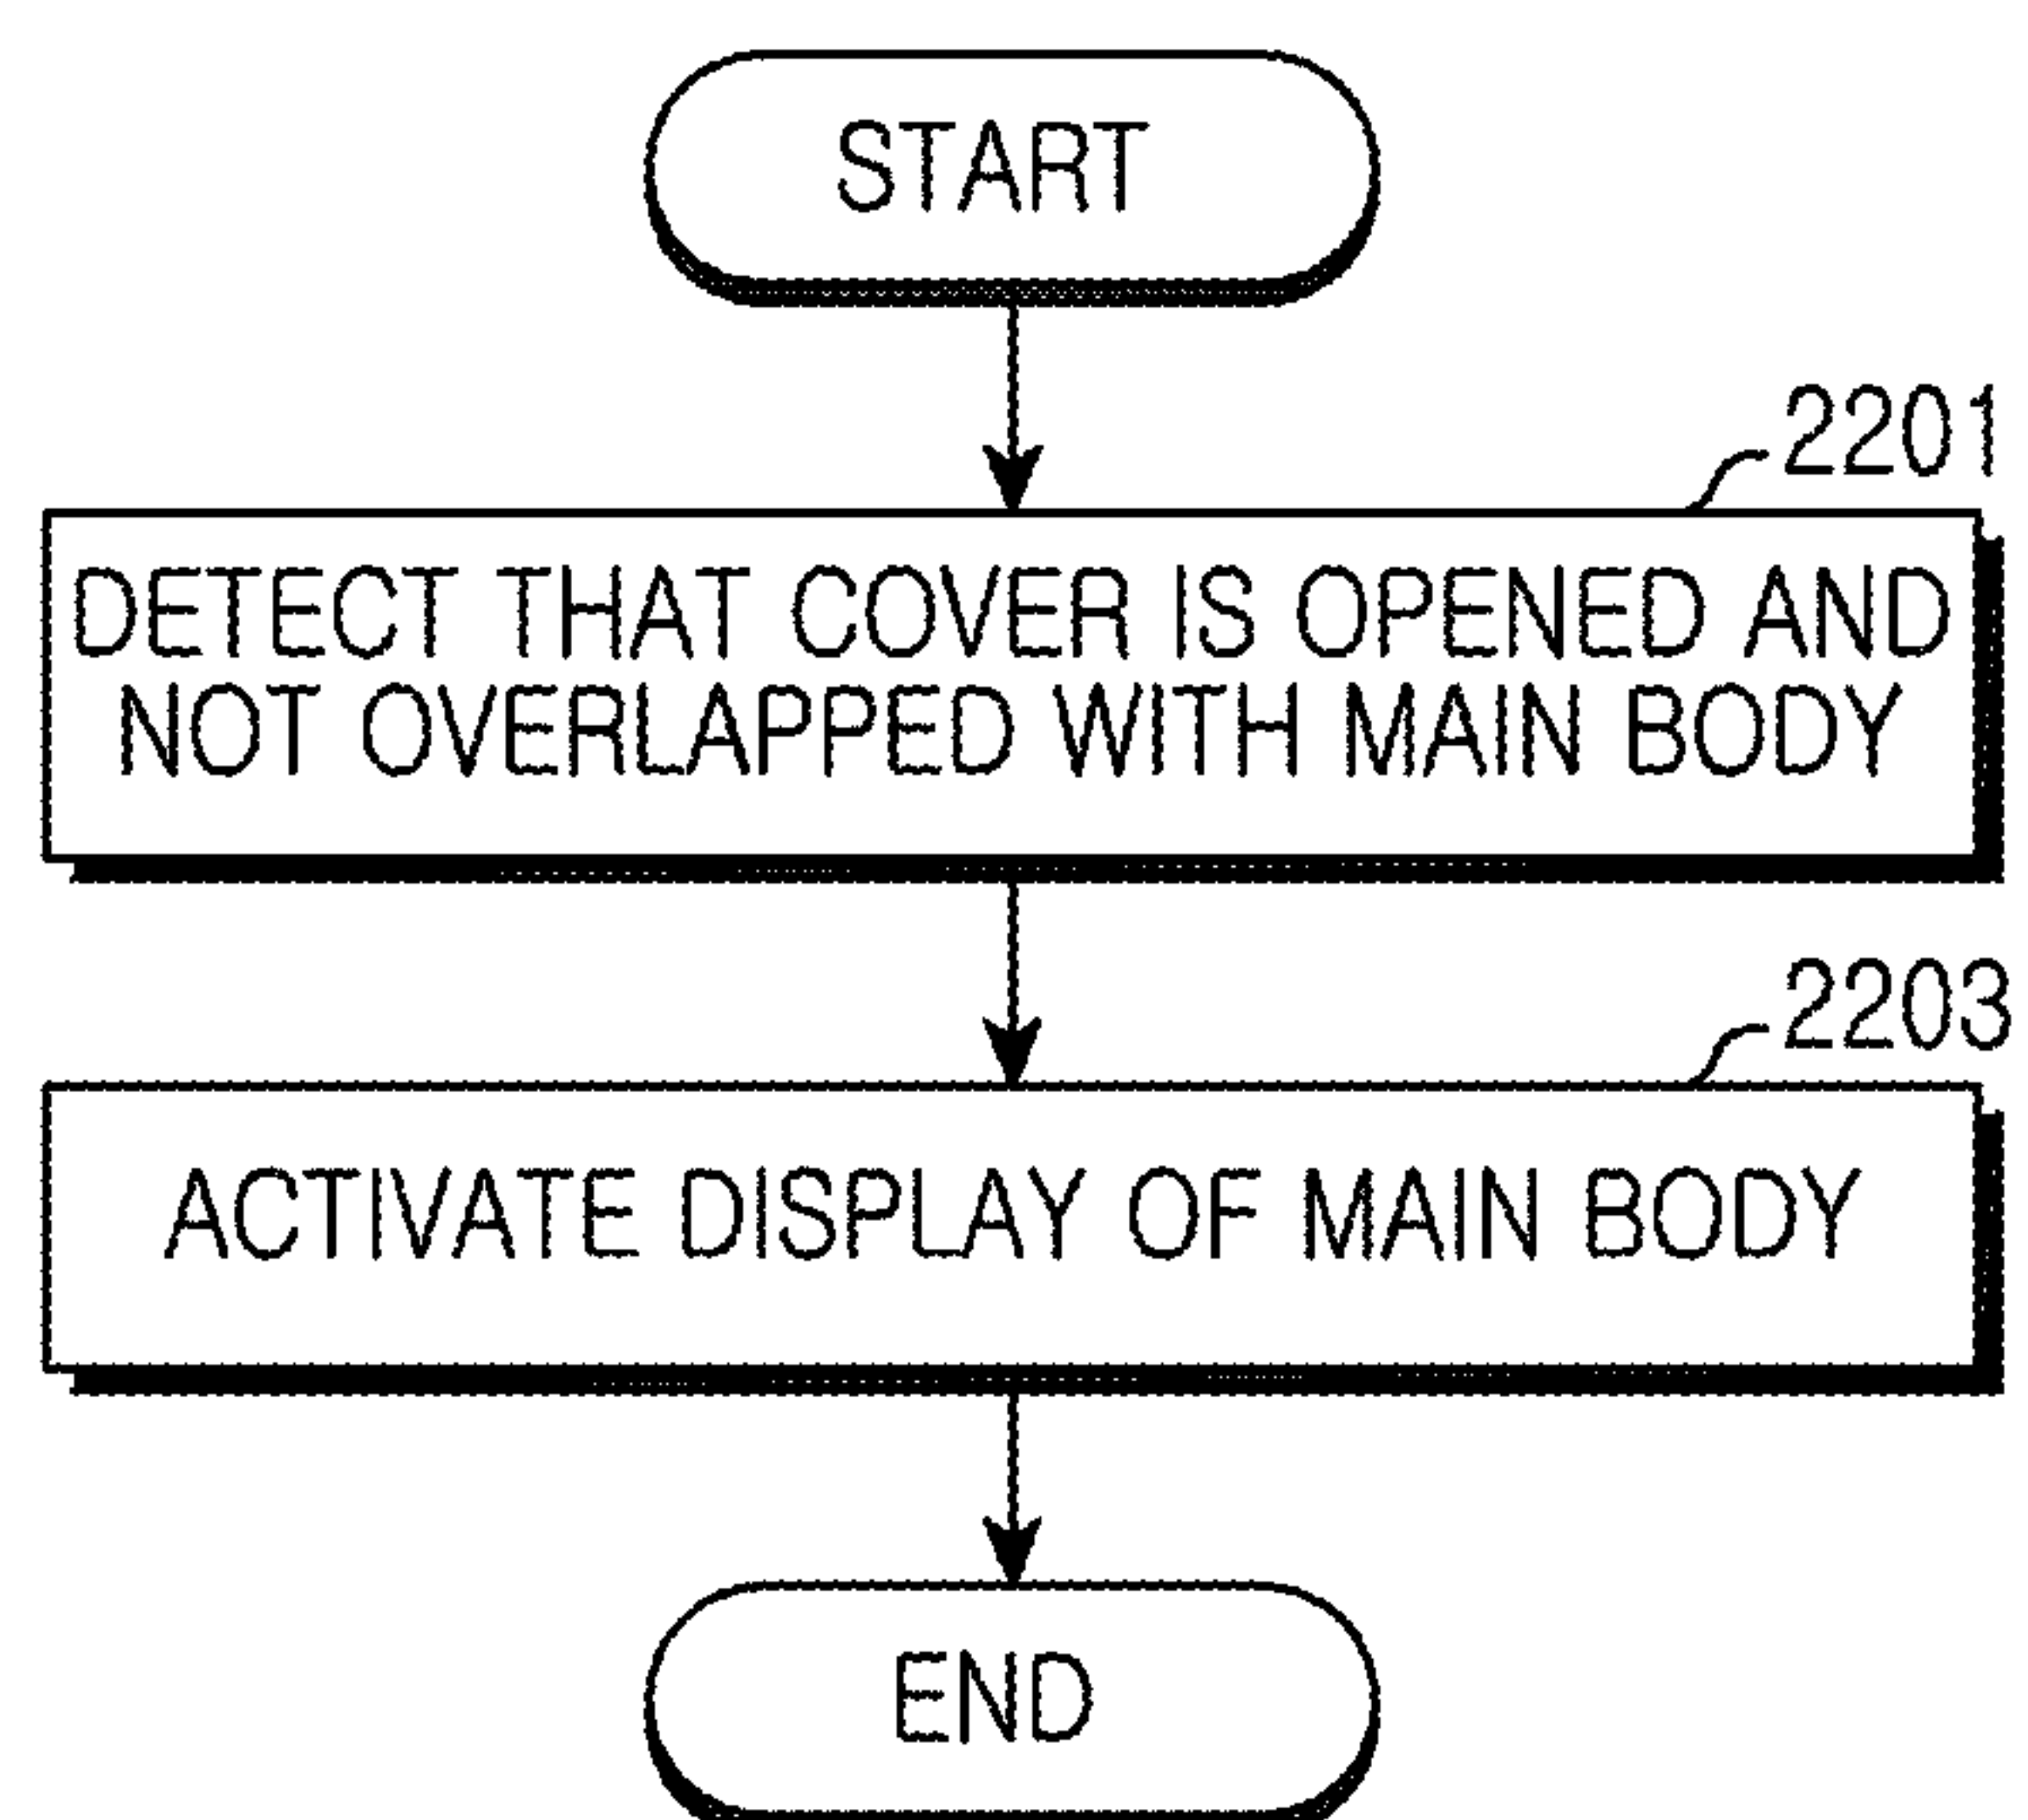 START
2201
DETECT THAT COVER IS OPENED AND
NOT OVERLAPPED WITH MAIN BODY
2203
ACTIVATE DISPLAY OF MAIN BODY
END